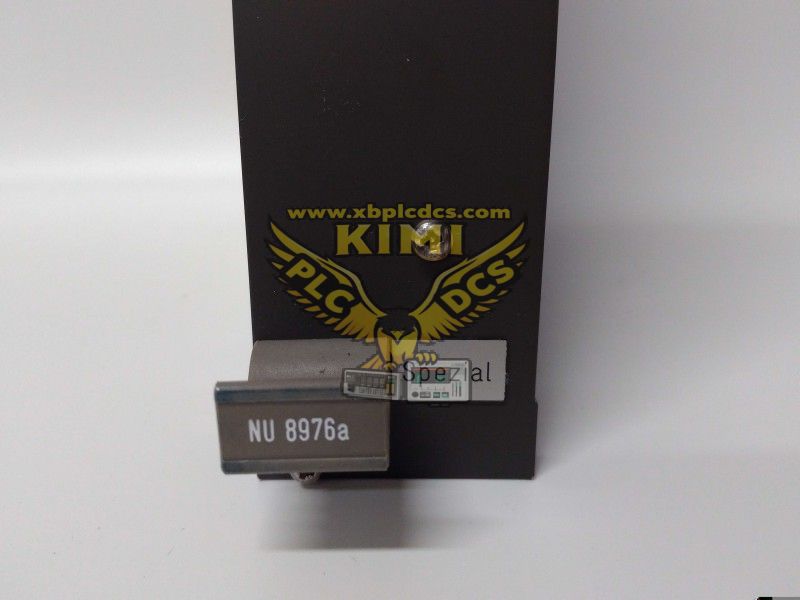 www.xbplcdcs.com
KIMI
PLC DCS
Spezial
NU 8976a